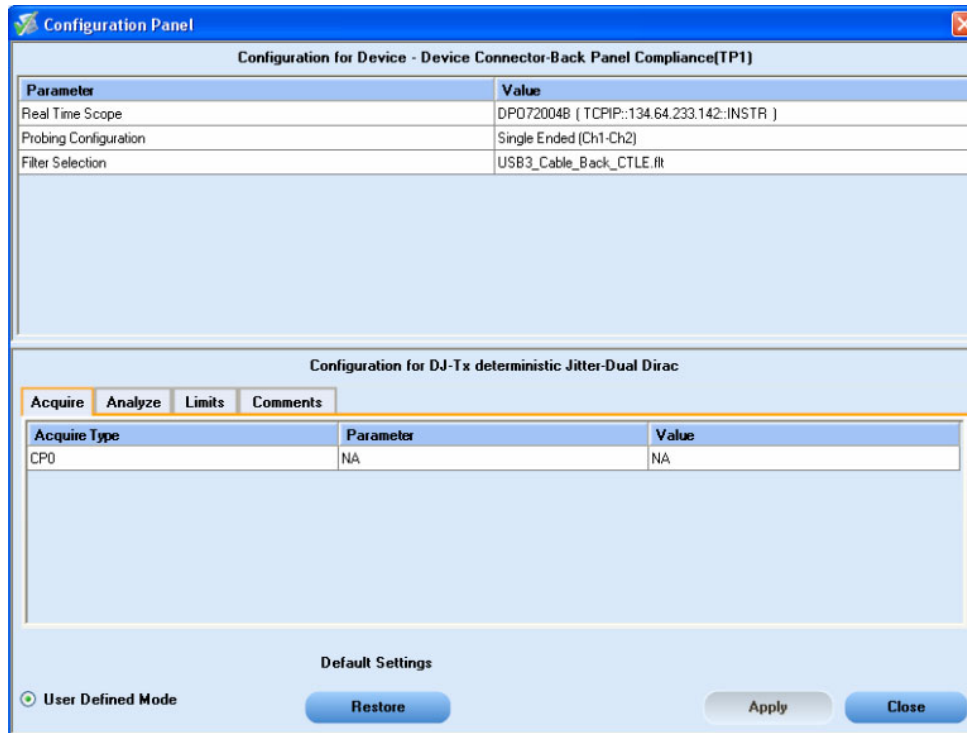 Configuration Panel
Configuration for Device - Device Connector-Back Panel Compliance(TP1)
Parameter Value
Real Time Scope DPO72004B ( TCPIP::134.64.233.142::INSTR )
Probing Configuration Single Ended (Ch1-Ch2)
Filter Selection USB3_Cable_Back_CTLE.flt
Configuration for DJ-Tx deterministic Jitter-Dual Dirac
Acquire Analyze Limits Comments
Acquire Type Parameter Value
CP0 NA NA
Default Settings
User Defined Mode Restore Apply Close